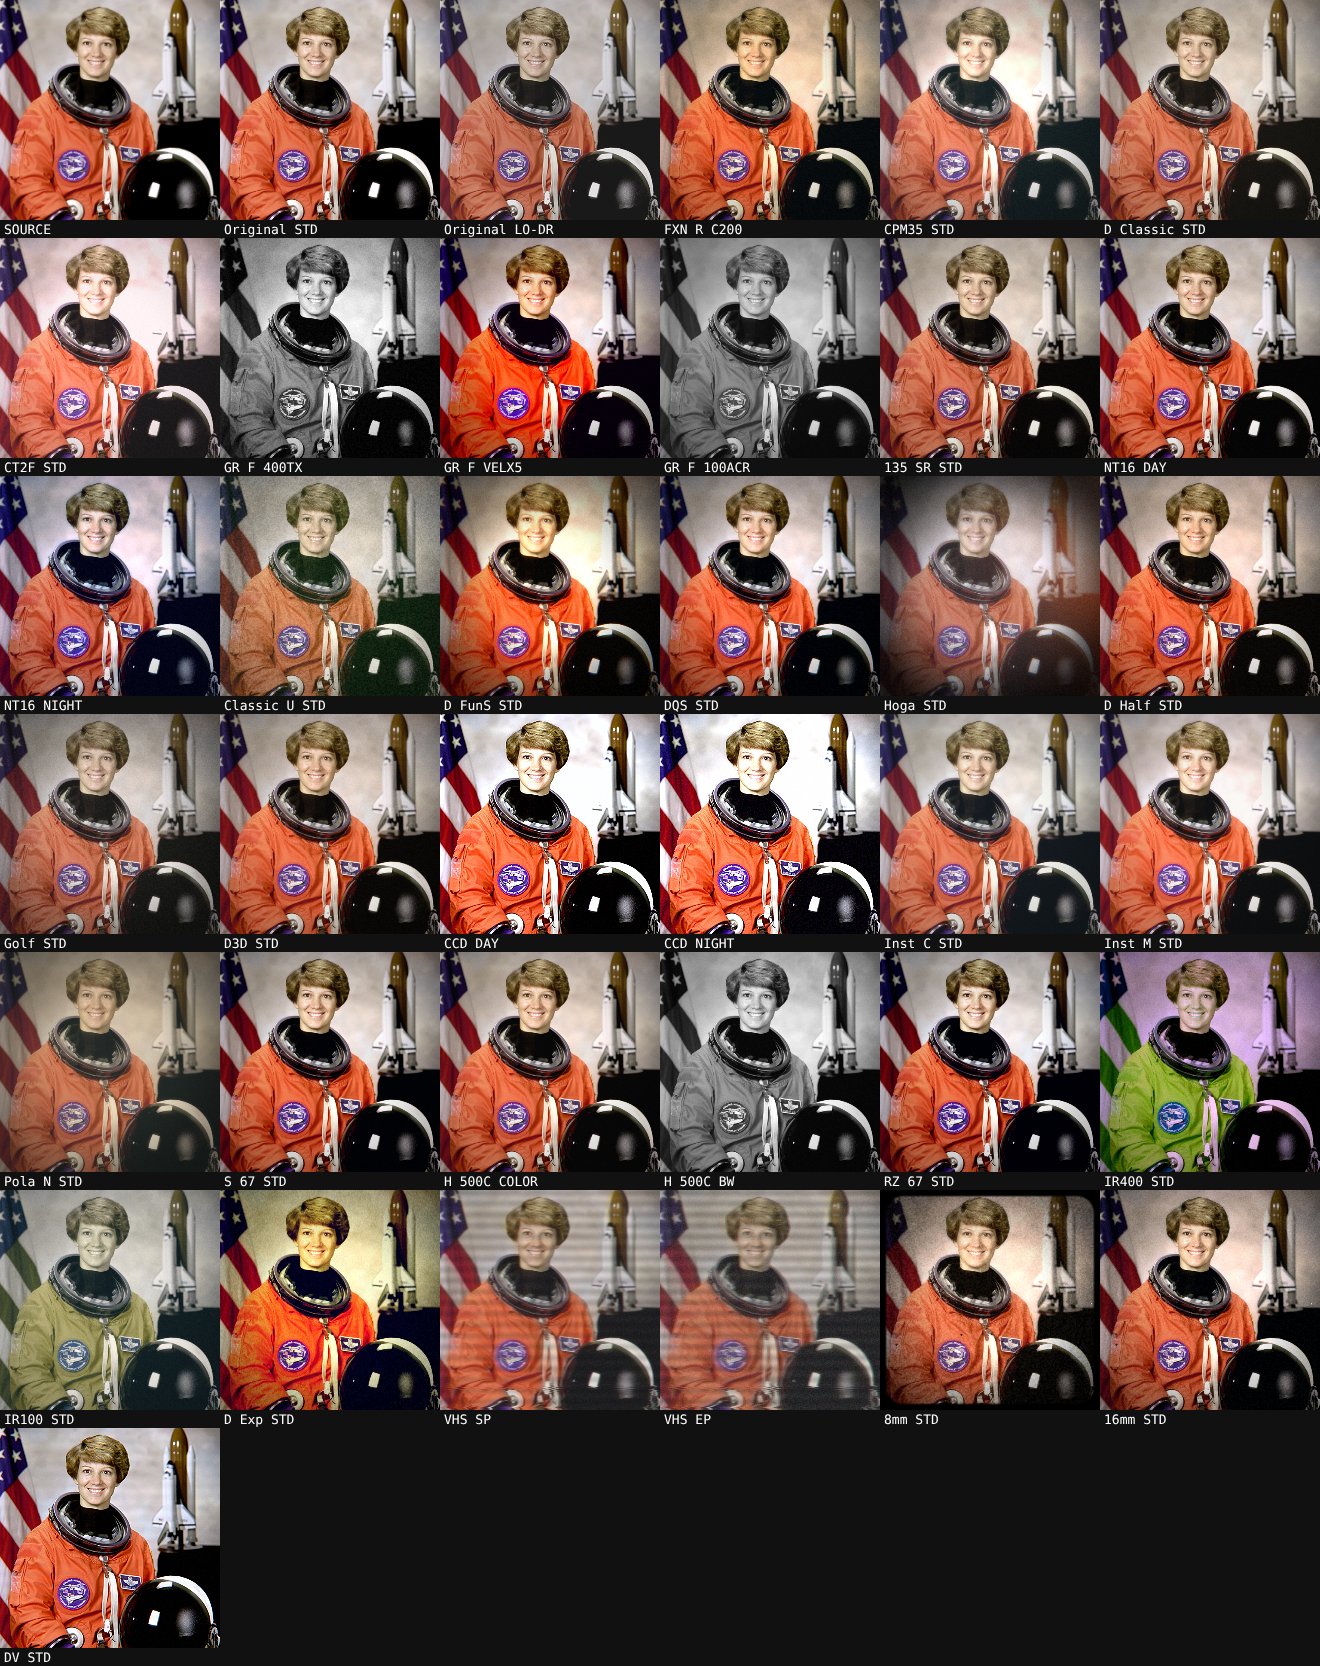 SOURCE
Original STD
Original LO-DR
FXN R C200
CPM35 STD
D Classic STD
CT2F STD
GR F 400TX
GR F VELX5
GR F 100ACR
135 SR STD
NT16 DAY
NT16 NIGHT
Classic U STD
D FunS STD
DQS STD
Hoga STD
D Half STD
Golf STD
D3D STD
CCD DAY
CCD NIGHT
Inst C STD
Inst M STD
Pola N STD
S 67 STD
H 500C COLOR
H 500C BW
RZ 67 STD
IR400 STD
IR100 STD
D Exp STD
VHS SP
VHS EP
8mm STD
16mm STD
DV STD